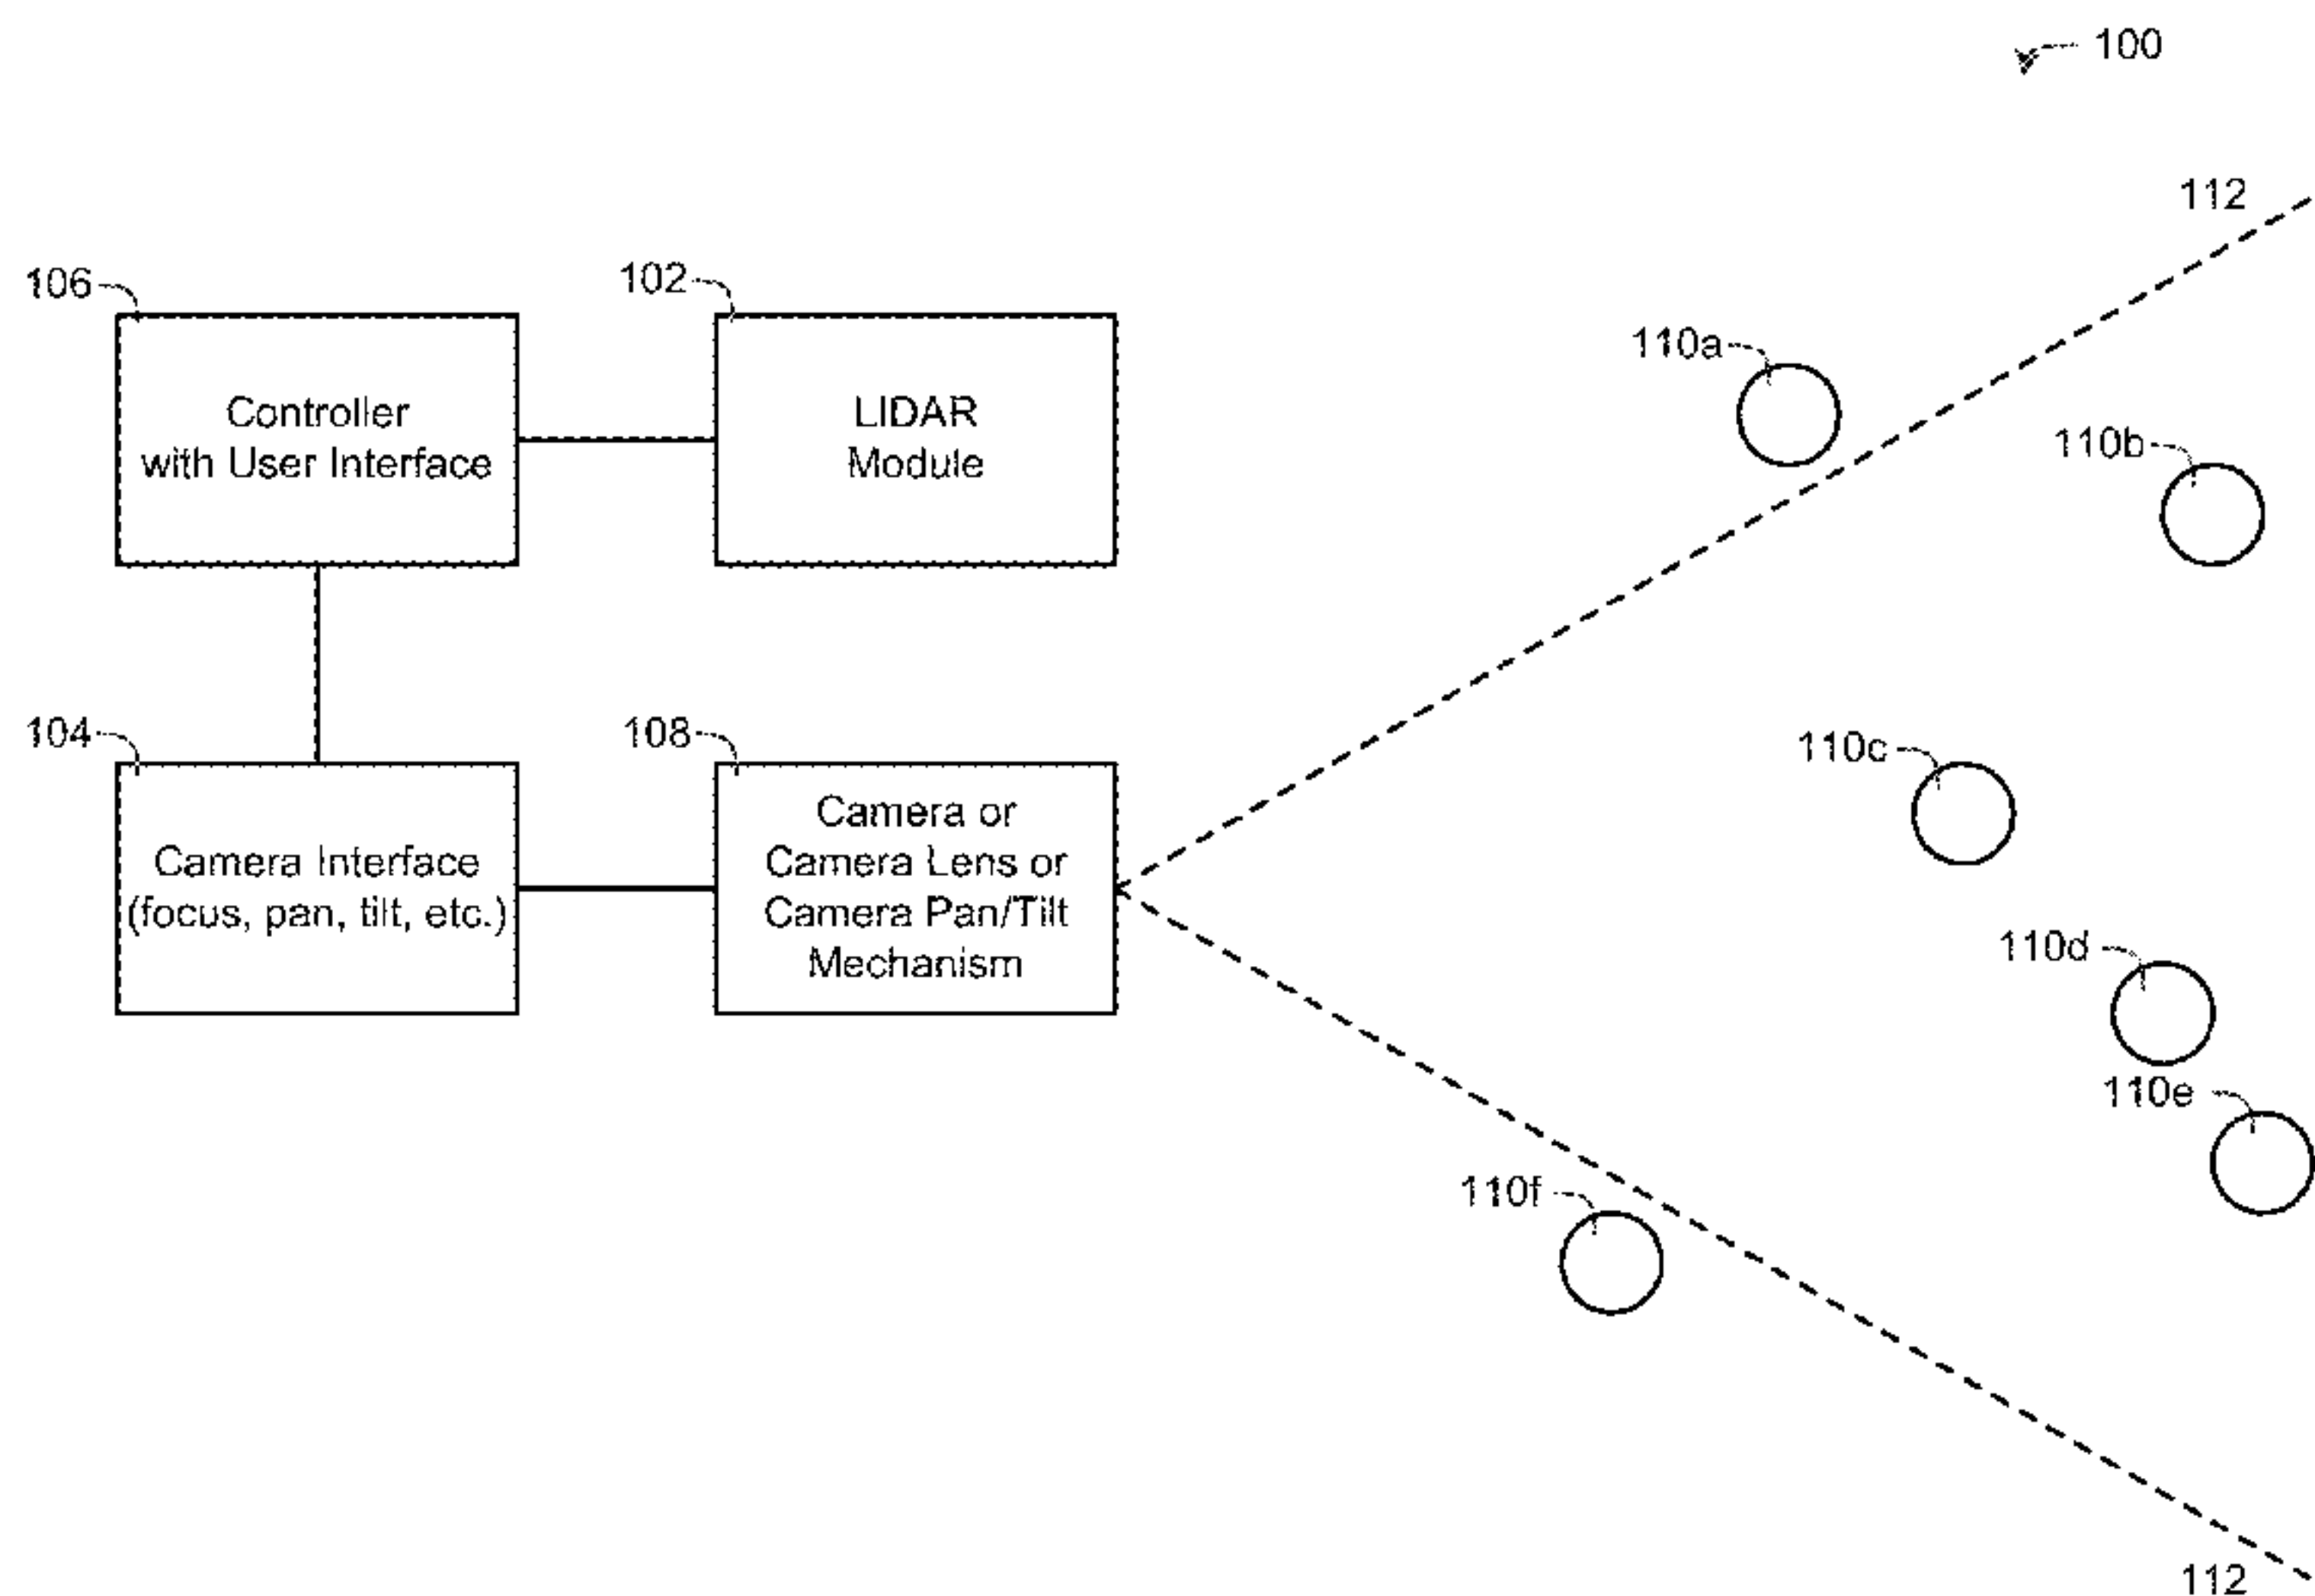 100
112
106
102
110a
Controller
with User Interface
LIDAR
Module
110b
104
108
110c
Camera Interface
(focus, pan, tilt, etc.)
Camera or
Camera Lens or
Camera Pan/Tilt
Mechanism
110d
110e
110f
112